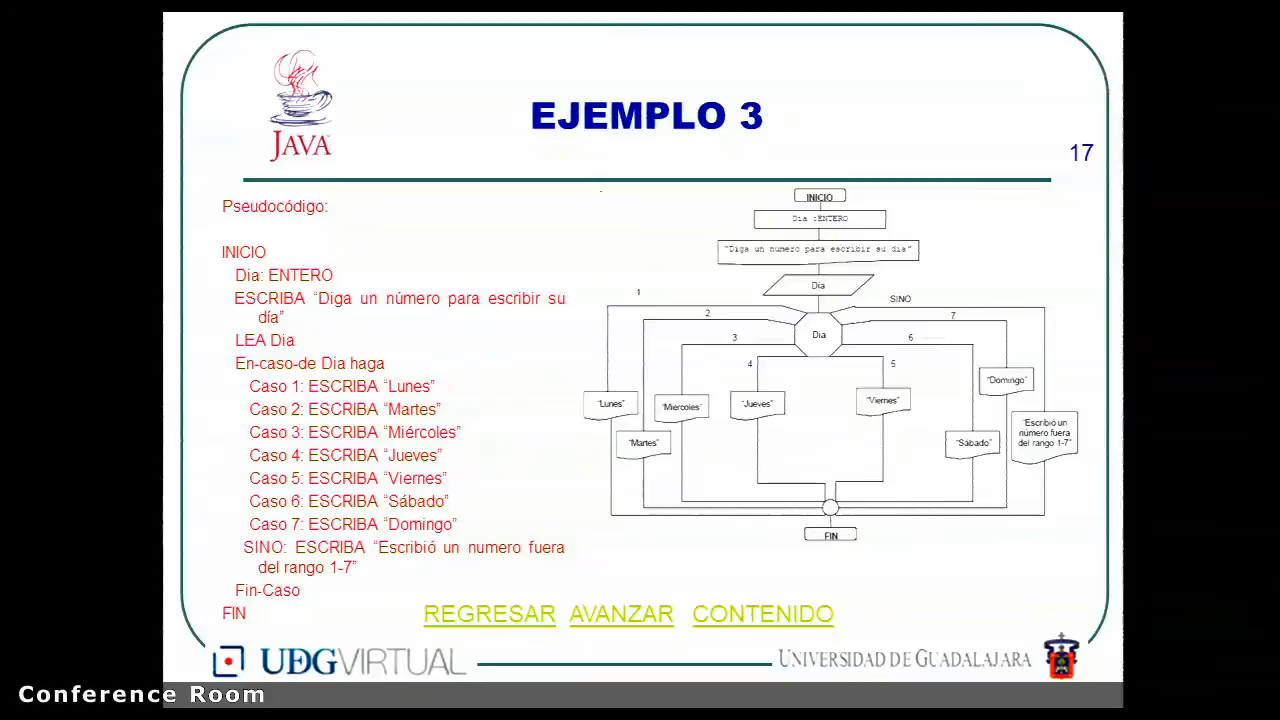 JAVA
EJEMPLO 3
17
Pseudocódigo:
INICIO
Dia: ENTERO
ESCRIBA “Diga un número para escribir su
día”
LEA Dia
En-caso-de Dia haga
Caso 1: ESCRIBA “Lunes”
Caso 2: ESCRIBA “Martes”
Caso 3: ESCRIBA “Miércoles”
Caso 4: ESCRIBA “Jueves”
Caso 5: ESCRIBA “Viernes”
Caso 6: ESCRIBA “Sábado”
Caso 7: ESCRIBA “Domingo”
SINO: ESCRIBA “Escribió un numero fuera
del rango 1-7”
Fin-Caso
FIN
INICIO
Dia :ENTERO
"Diga un numero para escribir su dia"
Dia
1
SINO
2
7
Dia
3
6
4
5
"Lunes"
"Miércoles"
"Jueves"
"Viernes"
"Domingo"
"Martes"
"Sábado"
"Escribió un
número fuera
del rango 1-7"
FIN
REGRESAR AVANZAR CONTENIDO
UDGVIRTUAL
UNIVERSIDAD DE GUADALAJARA
Conference Room